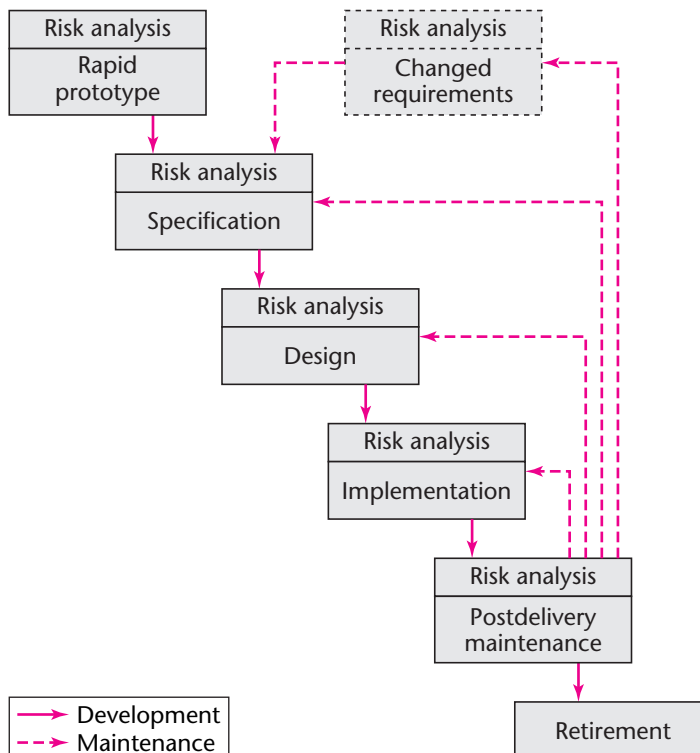 Risk analysis
Rapid
prototype
Risk analysis
Changed
requirements
Risk analysis
Specification
Risk analysis
Design
Risk analysis
Implementation
Risk analysis
Postdelivery
maintenance
Retirement
Development
Maintenance